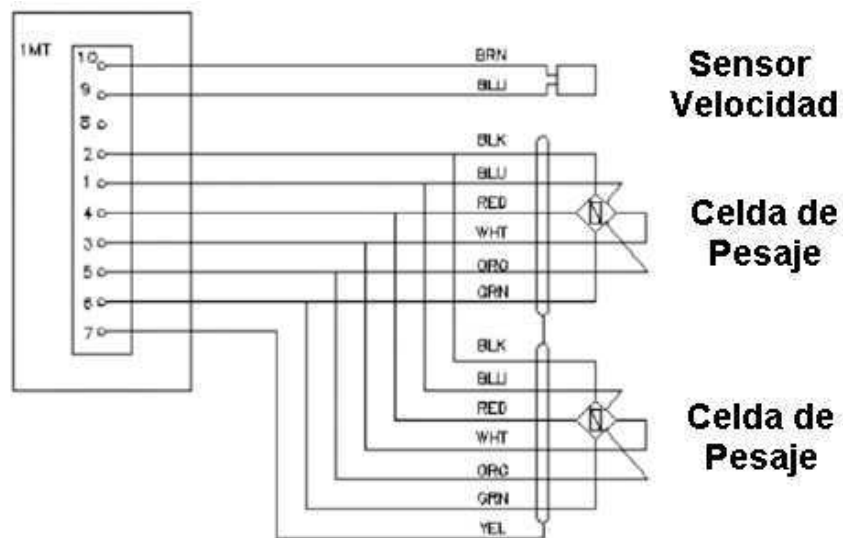 1MT
10
BRN
Sensor
Velocidad
9
BLU
8
2
BLK
1
BLU
4
RED
Celda de
Pesaje
3
WHT
5
ORG
6
GRN
7
BLK
BLU
RED
Celda de
Pesaje
WHT
ORG
GRN
YEL